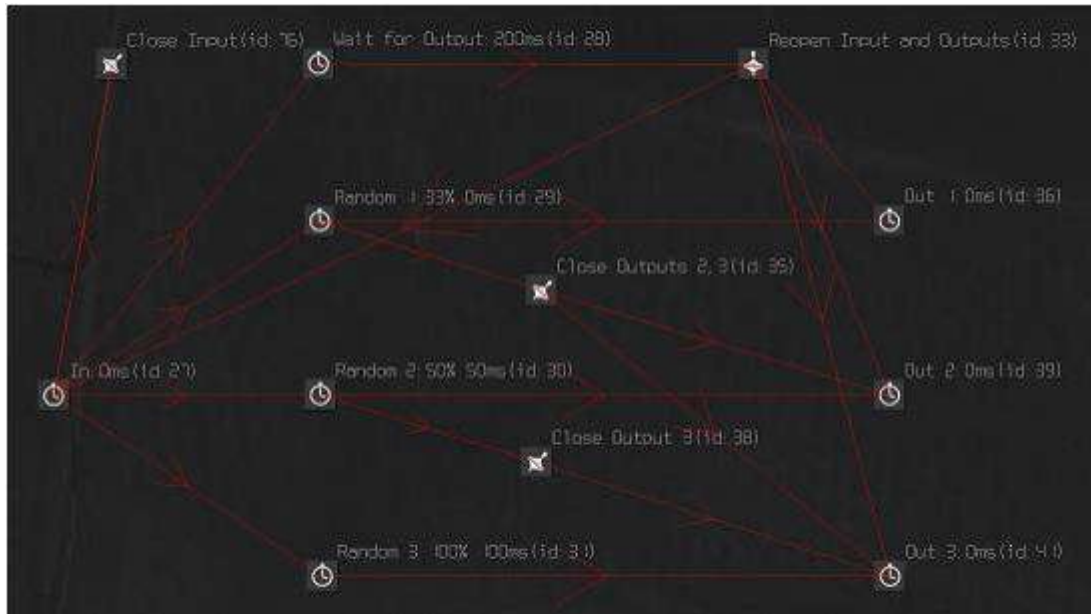 Close Input(id: 76)
Wait for Output 200ms(id: 28)
Reopen Input and Outputs(id: 33)
Random 1: 33% 0ms(id: 29)
Out 1: 0ms(id: 36)
Close Outputs 2, 3(id: 35)
In 0ms(id: 27)
Random 2: 50% 50ms(id: 30)
Out 2: 0ms(id: 39)
Close Output 3(id: 38)
Random 3: 100% 100ms(id: 31)
Out 3: 0ms(id: 41)